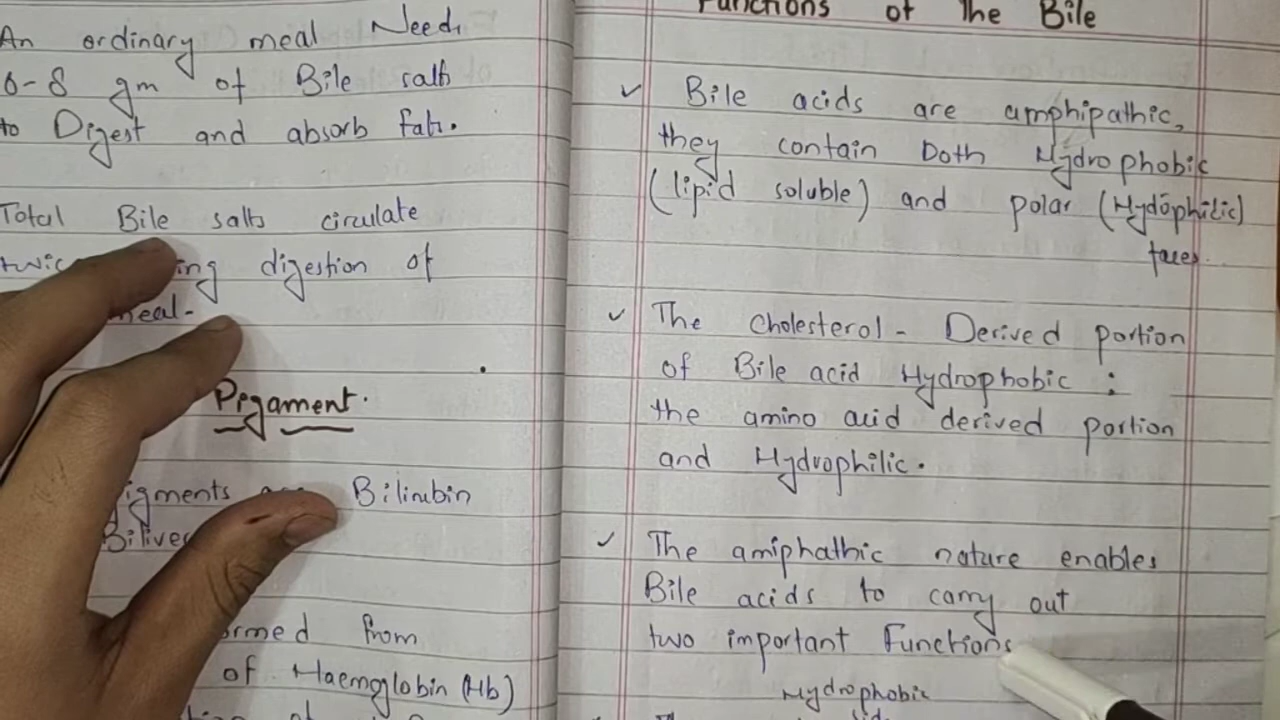 An ordinary meal Needs
6-8 gm of Bile salts
to Digest and absorb fats.
Total Bile salts circulate
digestion of
meal-
Pigament.
Bilirubin
from
of Haemoglobin (Hb)
Functions of The Bile
✓ Bile acids are amphipathic,
they contain both Hydrophobic
(lipid soluble) and polar (Hydophilic)
faces.
✓ The Cholesterol - Derived portion
of Bile acid Hydrophobic :
the amino acid derived portion
and Hydrophilic.
✓ The amiphathic nature enables
Bile acids to carry out
two important Functions
Hydrophobic